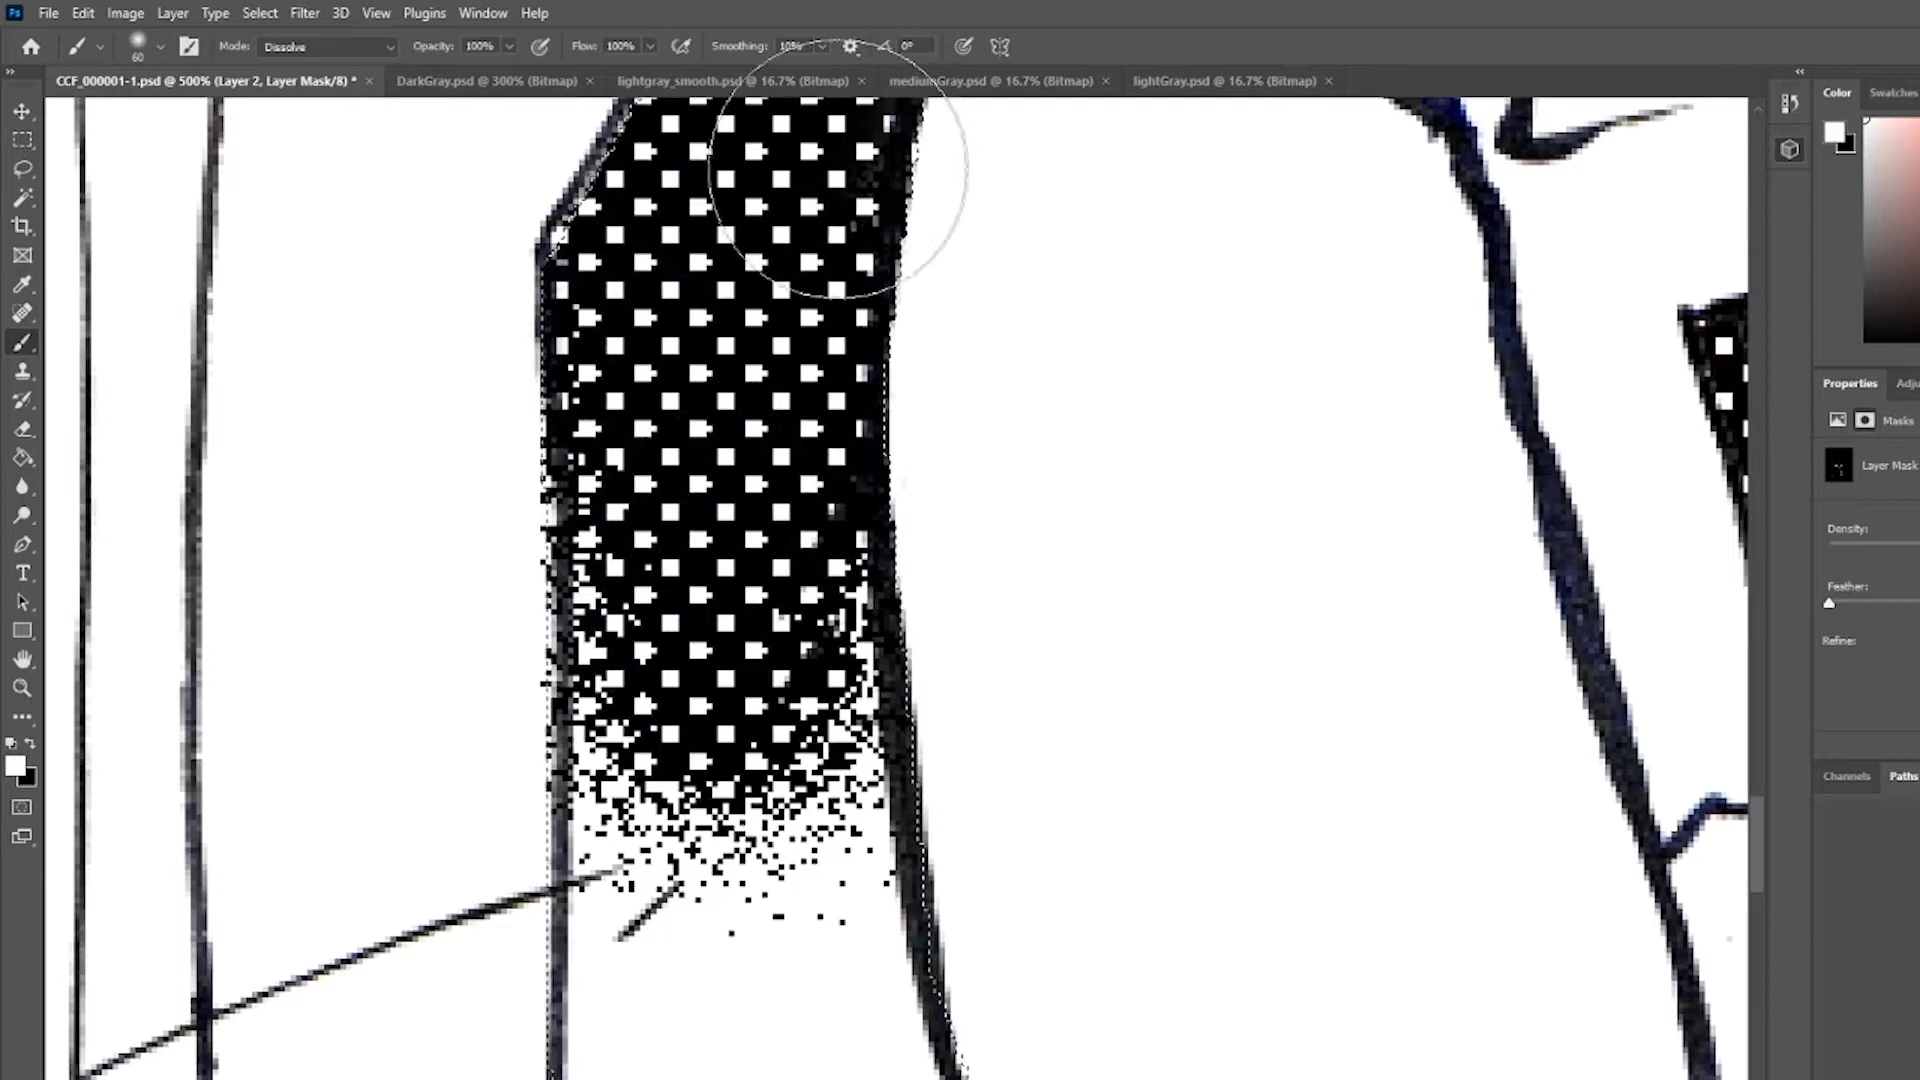 Ps File Edit Image Layer Type Select Filter 3D View Plugins Window Help
60 Mode: Dissolve Opacity: 100% Flow: 100% Smoothing: 10% 0°
CCF_000001-1.psd @ 500% (Layer 2, Layer Mask/8) * × DarkGray.psd @ 300% (Bitmap) × lightgray_smooth.psd @ 16.7% (Bitmap) × mediumGray.psd @ 16.7% (Bitmap) × lightGray.psd @ 16.7% (Bitmap) ×
Color Swatches
Properties Adju
Masks
Layer Mask
Density:
Feather:
Refine:
Channels Paths